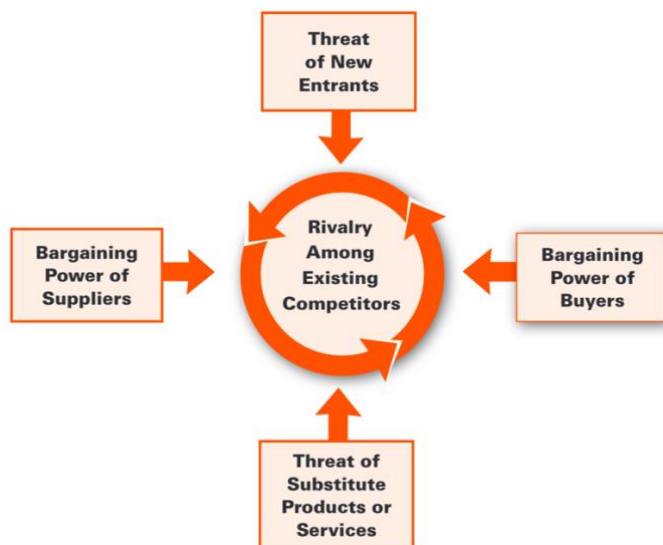 Threat
of New
Entrants
Bargaining
Power of
Suppliers
Rivalry
Among
Existing
Competitors
Bargaining
Power of
Buyers
Threat of
Substitute
Products or
Services